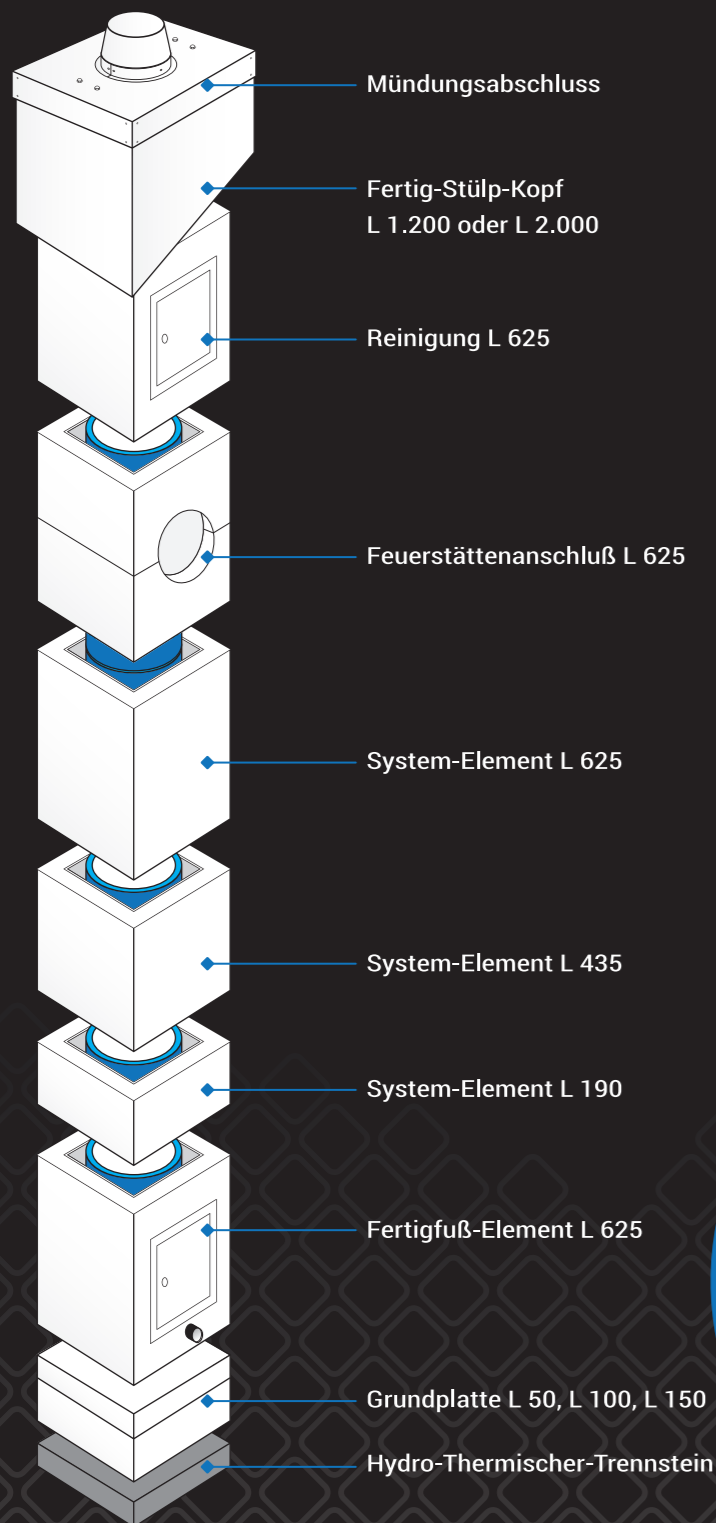 Mündungsabschluss
Fertig-Stülp-Kopf
L 1.200 oder L 2.000
Reinigung L 625
Feuerstättenanschluß L 625
System-Element L 625
System-Element L 435
System-Element L 190
Fertigfuß-Element L 625
Grundplatte L 50, L 100, L 150
Hydro-Thermischer-Trennstein